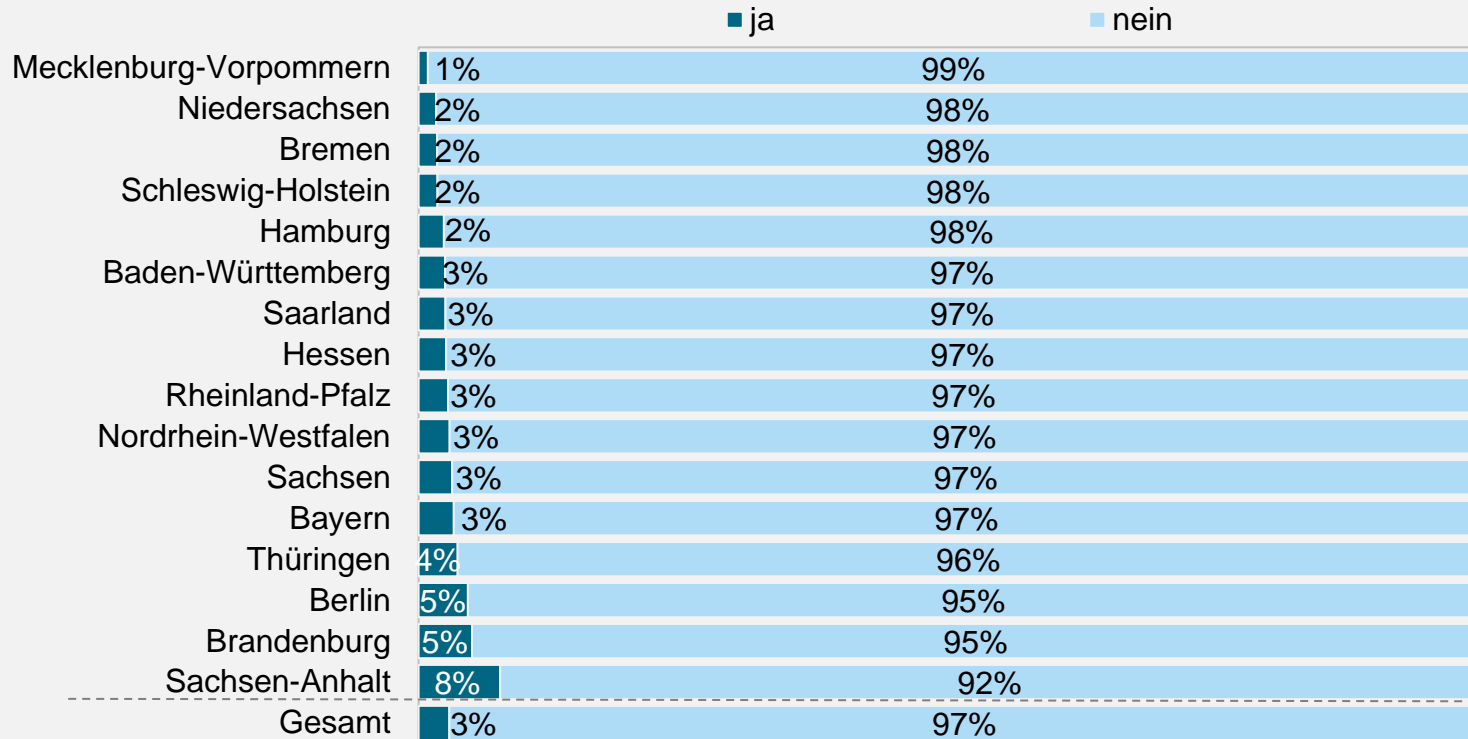 ja nein
Mecklenburg-Vorpommern 1% 99%
Niedersachsen 2% 98%
Bremen 2% 98%
Schleswig-Holstein 2% 98%
Hamburg 2% 98%
Baden-Württemberg 3% 97%
Saarland 3% 97%
Hessen 3% 97%
Rheinland-Pfalz 3% 97%
Nordrhein-Westfalen 3% 97%
Sachsen 3% 97%
Bayern 3% 97%
Thüringen 4% 96%
Berlin 5% 95%
Brandenburg 5% 95%
Sachsen-Anhalt 8% 92%
Gesamt 3% 97%